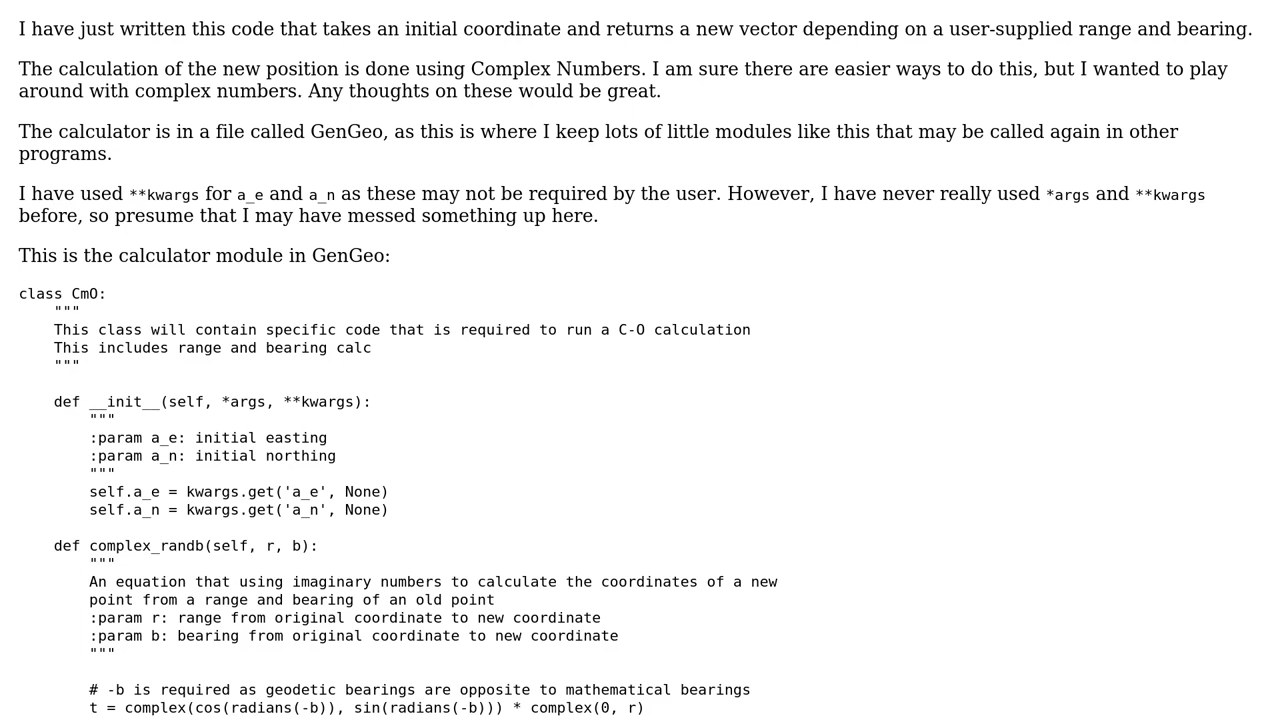 I have just written this code that takes an initial coordinate and returns a new vector depending on a user-supplied range and bearing.
The calculation of the new position is done using Complex Numbers. I am sure there are easier ways to do this, but I wanted to play
around with complex numbers. Any thoughts on these would be great.
The calculator is in a file called GenGeo, as this is where I keep lots of little modules like this that may be called again in other
programs.
I have used **kwargs for a_e and a_n as these may not be required by the user. However, I have never really used *args and **kwargs
before, so presume that I may have messed something up here.
This is the calculator module in GenGeo:
class CmO:
    """
    This class will contain specific code that is required to run a C-O calculation
    This includes range and bearing calc
    """
    def __init__(self, *args, **kwargs):
        """
        :param a_e: initial easting
        :param a_n: initial northing
        """
        self.a_e = kwargs.get('a_e', None)
        self.a_n = kwargs.get('a_n', None)
    def complex_randb(self, r, b):
        """
        An equation that using imaginary numbers to calculate the coordinates of a new
        point from a range and bearing of an old point
        :param r: range from original coordinate to new coordinate
        :param b: bearing from original coordinate to new coordinate
        """
        # -b is required as geodetic bearings are opposite to mathematical bearings
        t = complex(cos(radians(-b)), sin(radians(-b))) * complex(0, r)